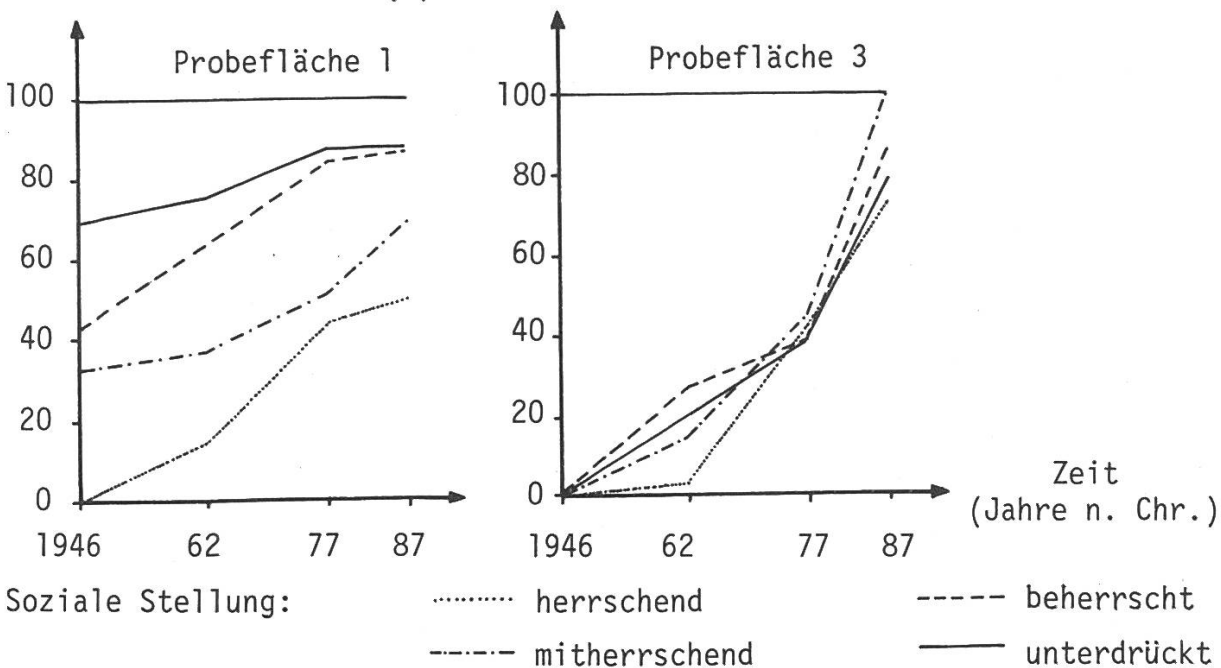 Probefläche 1
Probefläche 3
100
80
60
40
20
0
1946 62 77 87
100
80
60
40
20
0
1946 62 77 87
Zeit
(Jahre n. Chr.)
Soziale Stellung:
herrschend
beherrscht
mitherrschend
unterdrückt